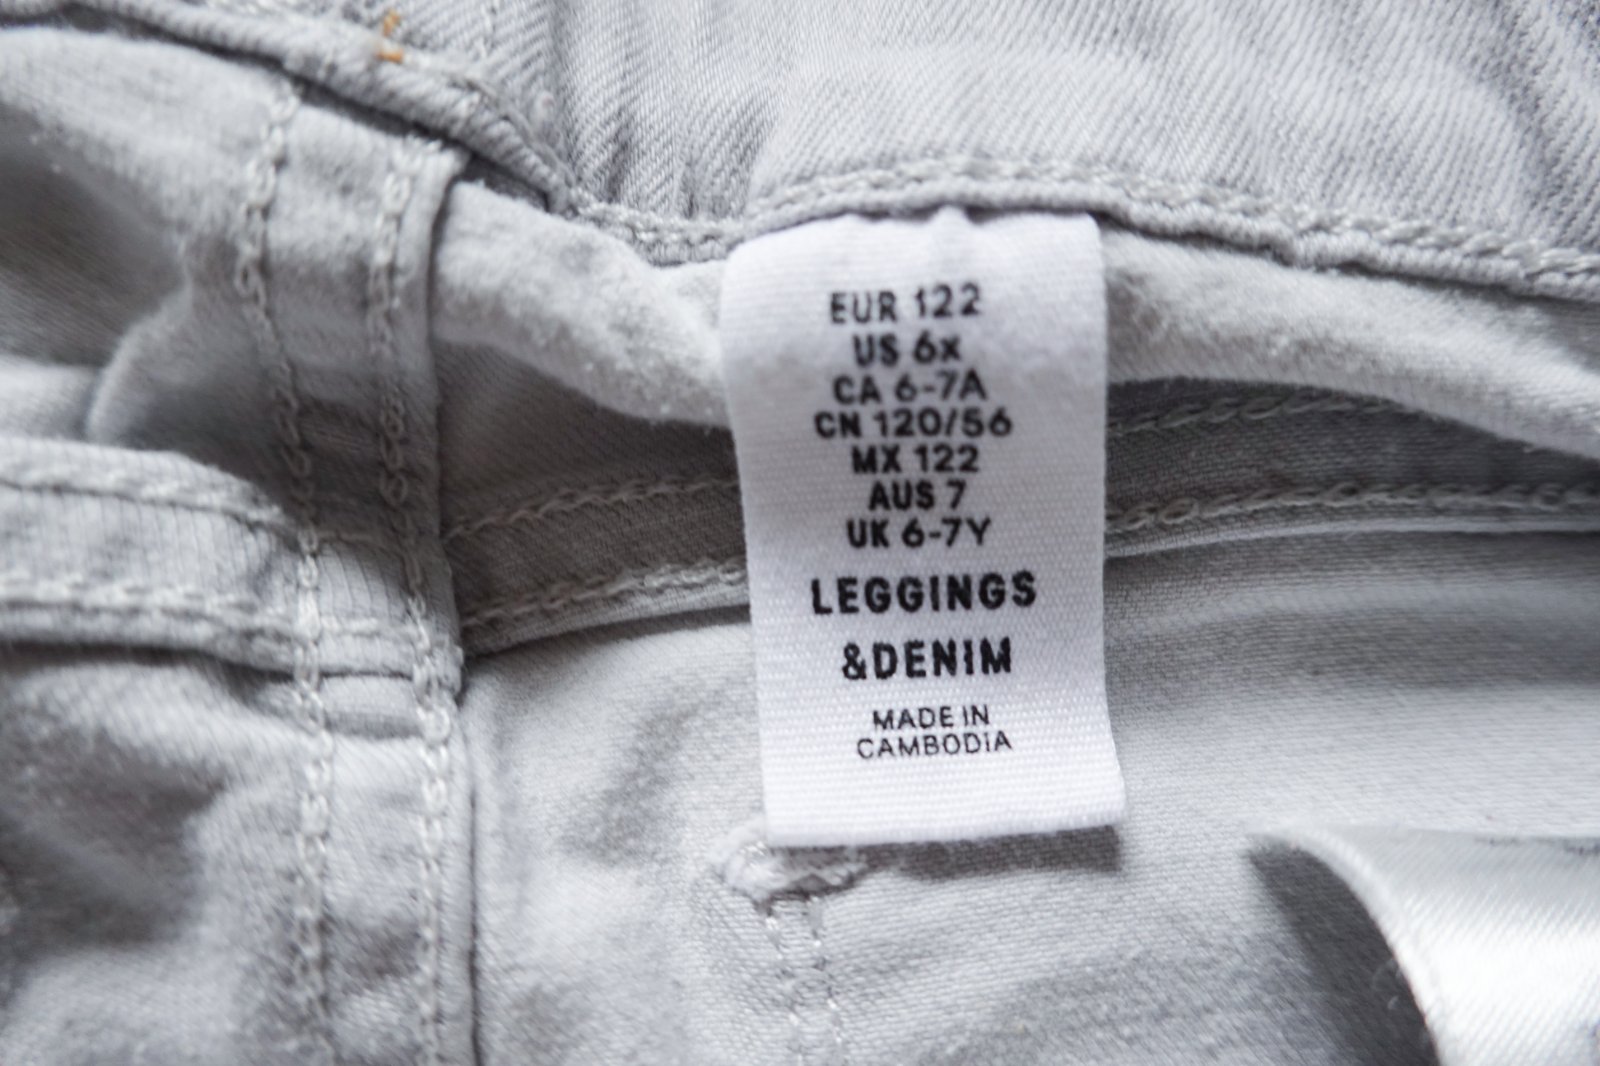 EUR 122
US 6x
CA 6-7A
CN 120/56
MX 122
AUS 7
UK 6-7Y
LEGGINGS
&DENIM
MADE IN
CAMBODIA